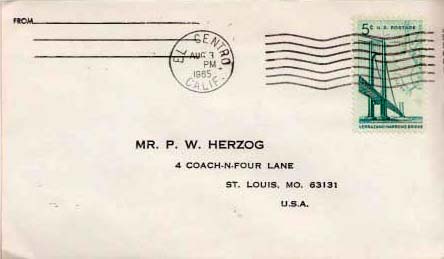 FROM
EL CENTRO, CALIF.
AUG 3
PM
1965
5¢ U.S. POSTAGE
VERRAZANO-NARROWS BRIDGE
MR. P. W. HERZOG
4 COACH-N-FOUR LANE
ST. LOUIS, MO. 63131
U.S.A.